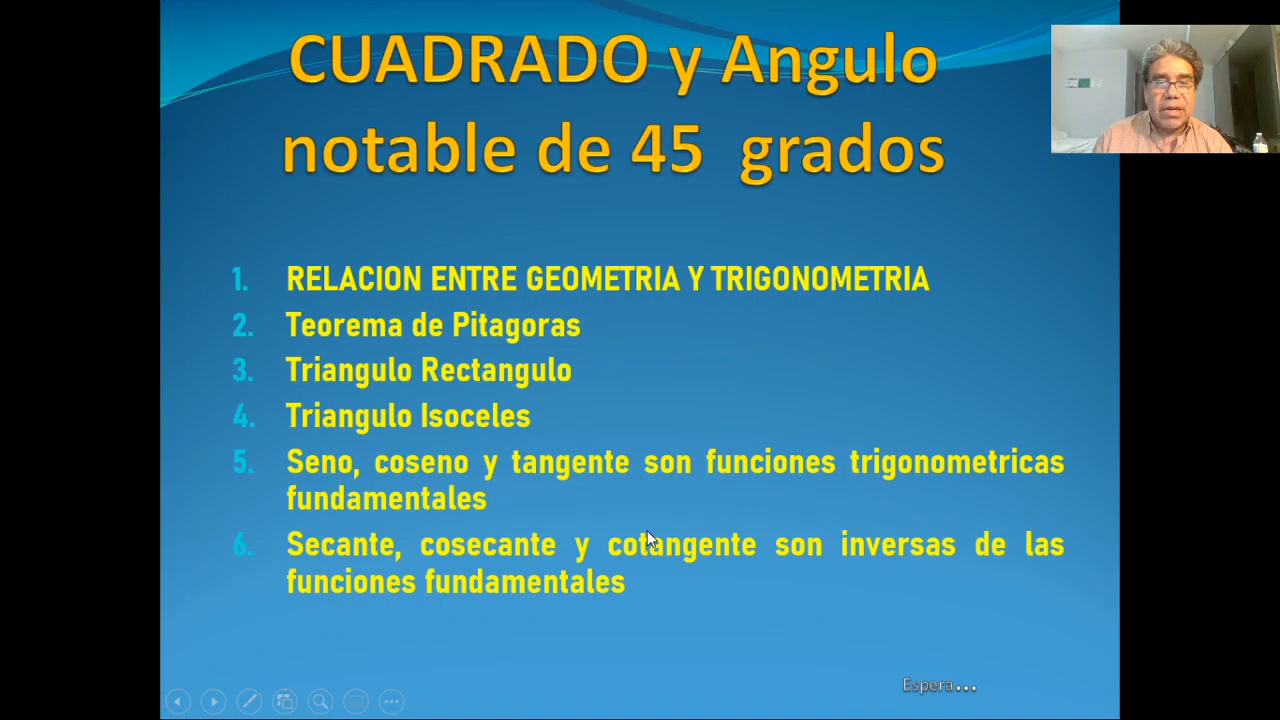 CUADRADO y Angulo
notable de 45 grados
1. RELACION ENTRE GEOMETRIA Y TRIGONOMETRIA
2. Teorema de Pitagoras
3. Triangulo Rectangulo
4. Triangulo Isoceles
5. Seno, coseno y tangente son funciones trigonometricas
fundamentales
6. Secante, cosecante y cotangente son inversas de las
funciones fundamentales
Espera...